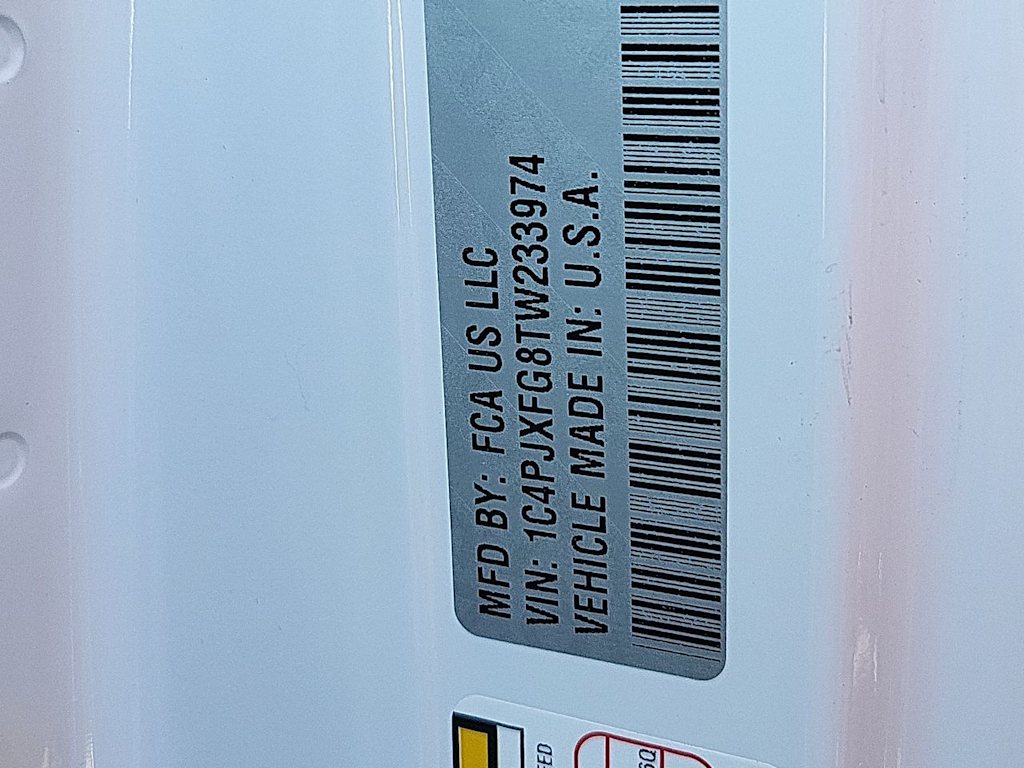 MFD BY: FCA US LLC
VIN: 1C4PJXFG8TW233974
VEHICLE MADE IN: U.S.A.